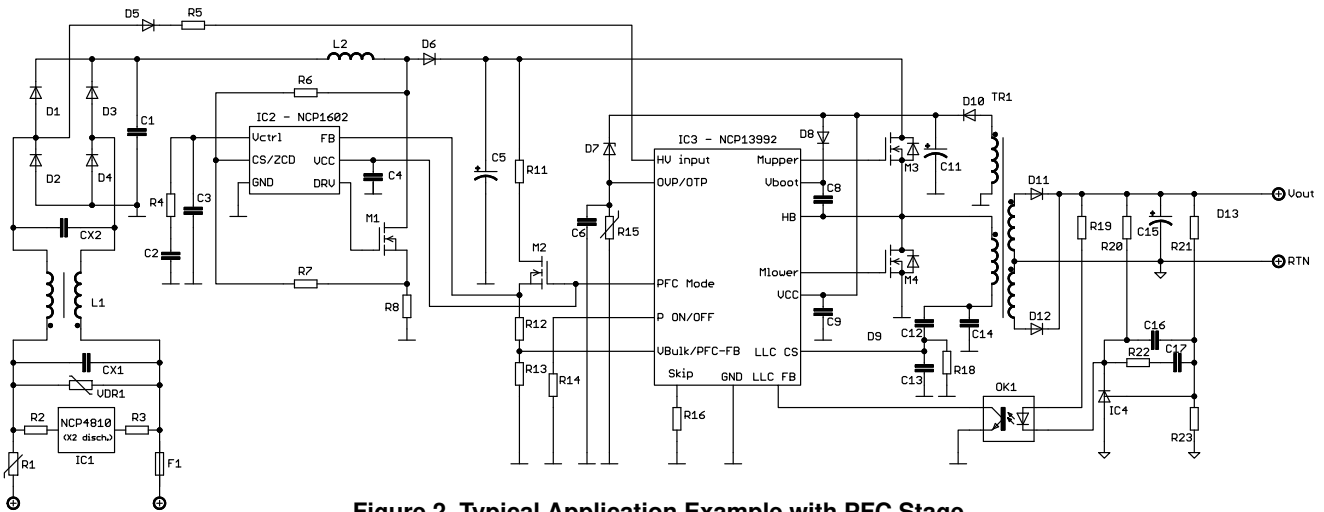 D5
R5
L2
D6
R6
D1
D3
C1
IC2 - NCP1602
Vctrl
FB
CS/ZCD
VCC
GND
DRV
D2
D4
R4
C3
C4
M1
C2
CX2
R7
R8
L1
CX1
VDR1
R2
NCP4810
(X2 disch.)
R3
IC1
R1
F1
C5
R11
M2
R12
R13
R14
D7
C6
R15
IC3 - NCP13992
HV input
Mupper
OVP/OTP
Vboot
HB
Mlower
PFC Mode
VCC
P ON/OFF
VBulk/PFC-FB
LLC CS
Skip
GND
LLC FB
R16
D8
C8
C9
M3
C11
D10
TR1
M4
C12
C14
D9
C13
R18
OK1
D11
D12
R19
R20
C15
R21
D13
Vout
RTN
C16
R22
C17
IC4
R23
Figure 2. Typical Application Example with PFC Stage